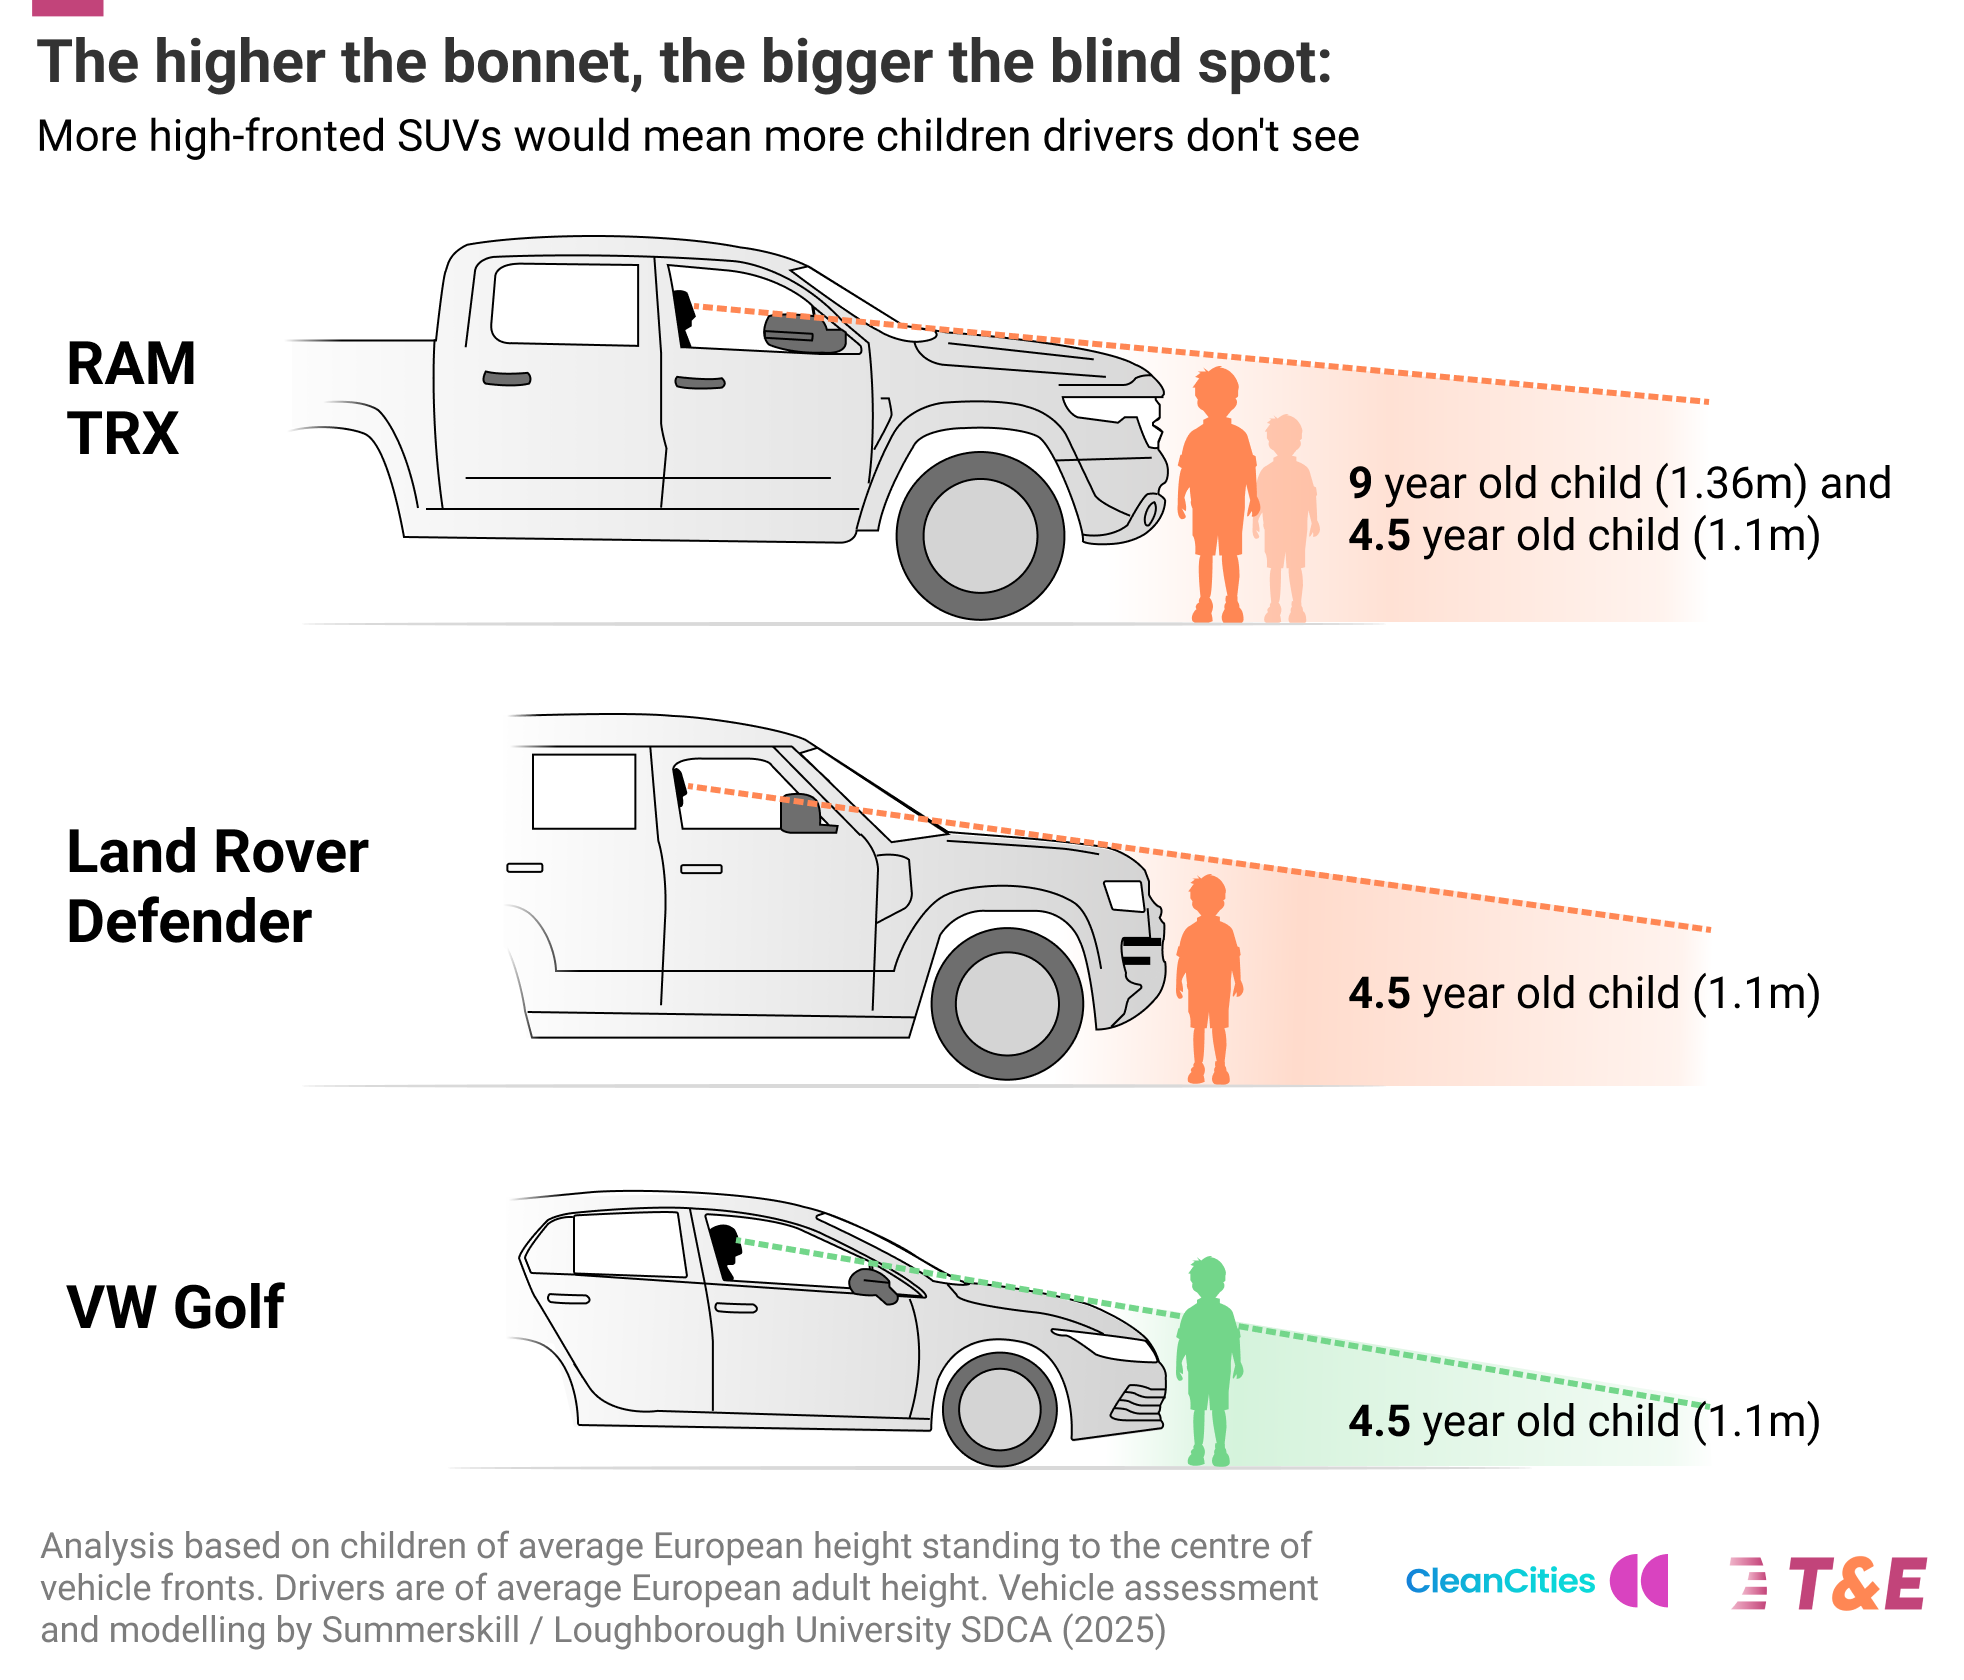 The higher the bonnet, the bigger the blind spot:
More high-fronted SUVs would mean more children drivers don't see
RAM
TRX
9 year old child (1.36m) and
4.5 year old child (1.1m)
Land Rover
Defender
4.5 year old child (1.1m)
VW Golf
4.5 year old child (1.1m)
Analysis based on children of average European height standing to the centre of
vehicle fronts. Drivers are of average European adult height. Vehicle assessment
and modelling by Summerskill / Loughborough University SDCA (2025)
CleanCities
T&E